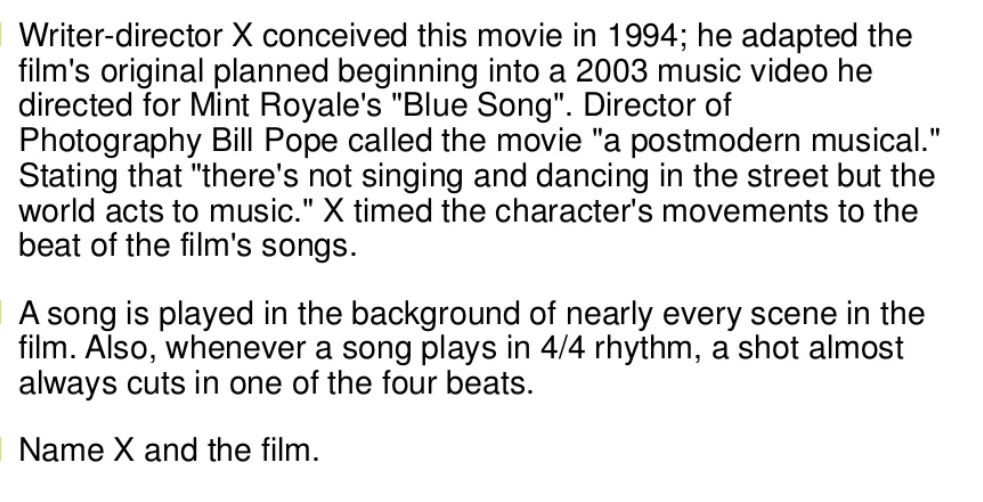 Writer-director X conceived this movie in 1994; he adapted the
film's original planned beginning into a 2003 music video he
directed for Mint Royale's "Blue Song". Director of
Photography Bill Pope called the movie "a postmodern musical."
Stating that "there's not singing and dancing in the street but the
world acts to music." X timed the character's movements to the
beat of the film's songs.
A song is played in the background of nearly every scene in the
film. Also, whenever a song plays in 4/4 rhythm, a shot almost
always cuts in one of the four beats.
Name X and the film.